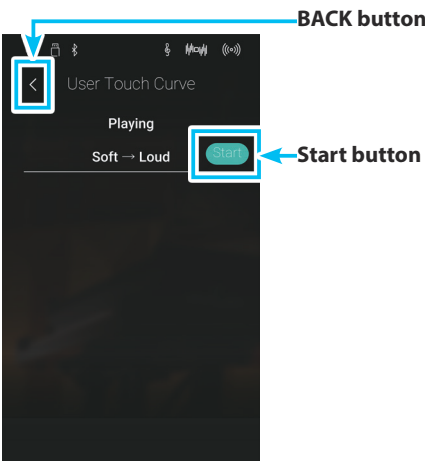 BACK button
User Touch Curve
Playing
Soft → Loud Start
Start button